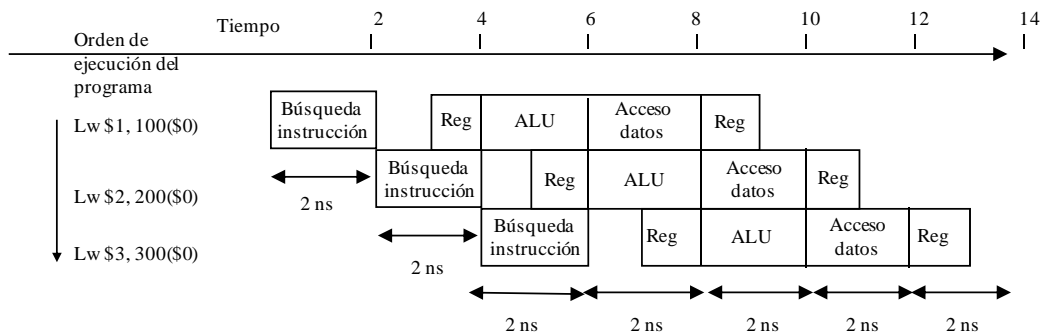 Tiempo 2 4 6 8 10 12 14
Orden de
ejecución del
programa
Lw $1, 100($0)
Búsqueda
instrucción
Reg
ALU
Acceso
datos
Reg
Lw $2, 200($0)
2 ns
Búsqueda
instrucción
Reg
ALU
Acceso
datos
Reg
Lw $3, 300($0)
2 ns
Búsqueda
instrucción
Reg
ALU
Acceso
datos
Reg
2 ns 2 ns 2 ns 2 ns 2 ns